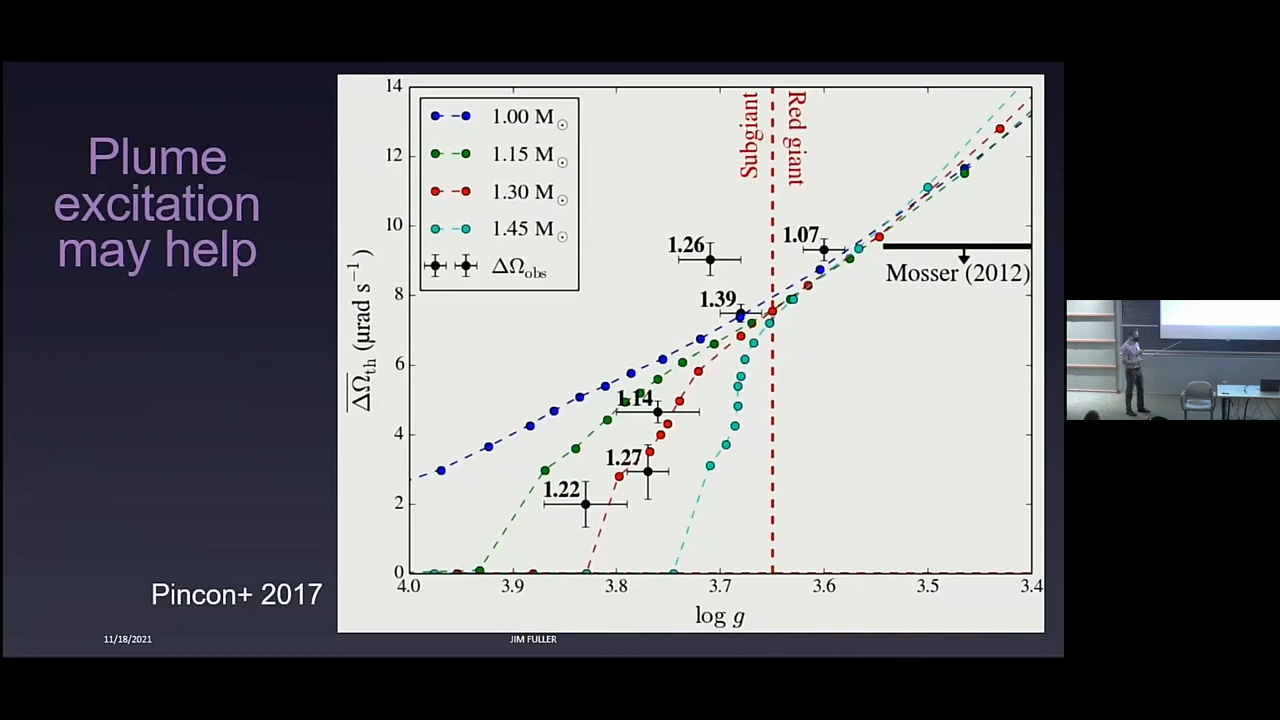 Plume
excitation
may help
Pincon+ 2017
11/18/2021
JIM FULLER
14
12
10
8
6
4
2
0
4.0 3.9 3.8 3.7 3.6 3.5 3.4
log g
ΔΩth (μrad s−1)
1.00 M☉
1.15 M☉
1.30 M☉
1.45 M☉
ΔΩobs
Subgiant
Red giant
1.26
1.07
1.39
Mosser (2012)
1.14
1.27
1.22